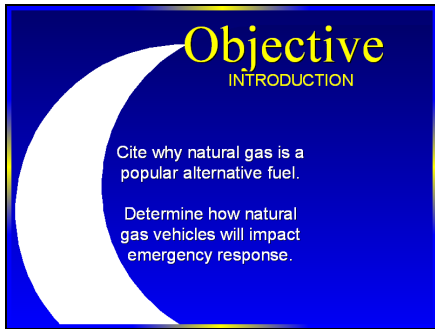 Objective
INTRODUCTION
Cite why natural gas is a
popular alternative fuel.
Determine how natural
gas vehicles will impact
emergency response.